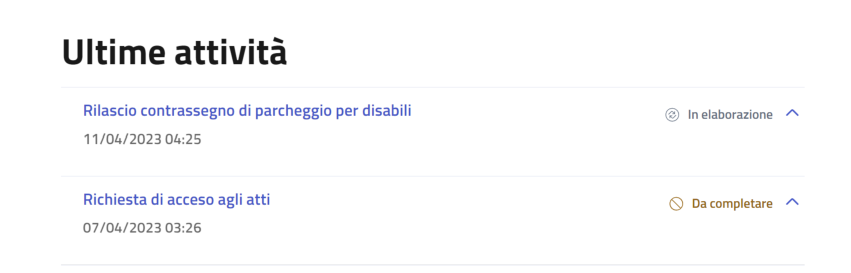 Ultime attività
Rilascio contrassegno di parcheggio per disabili
In elaborazione
11/04/2023 04:25
Richiesta di acceso agli atti
Da completare
07/04/2023 03:26